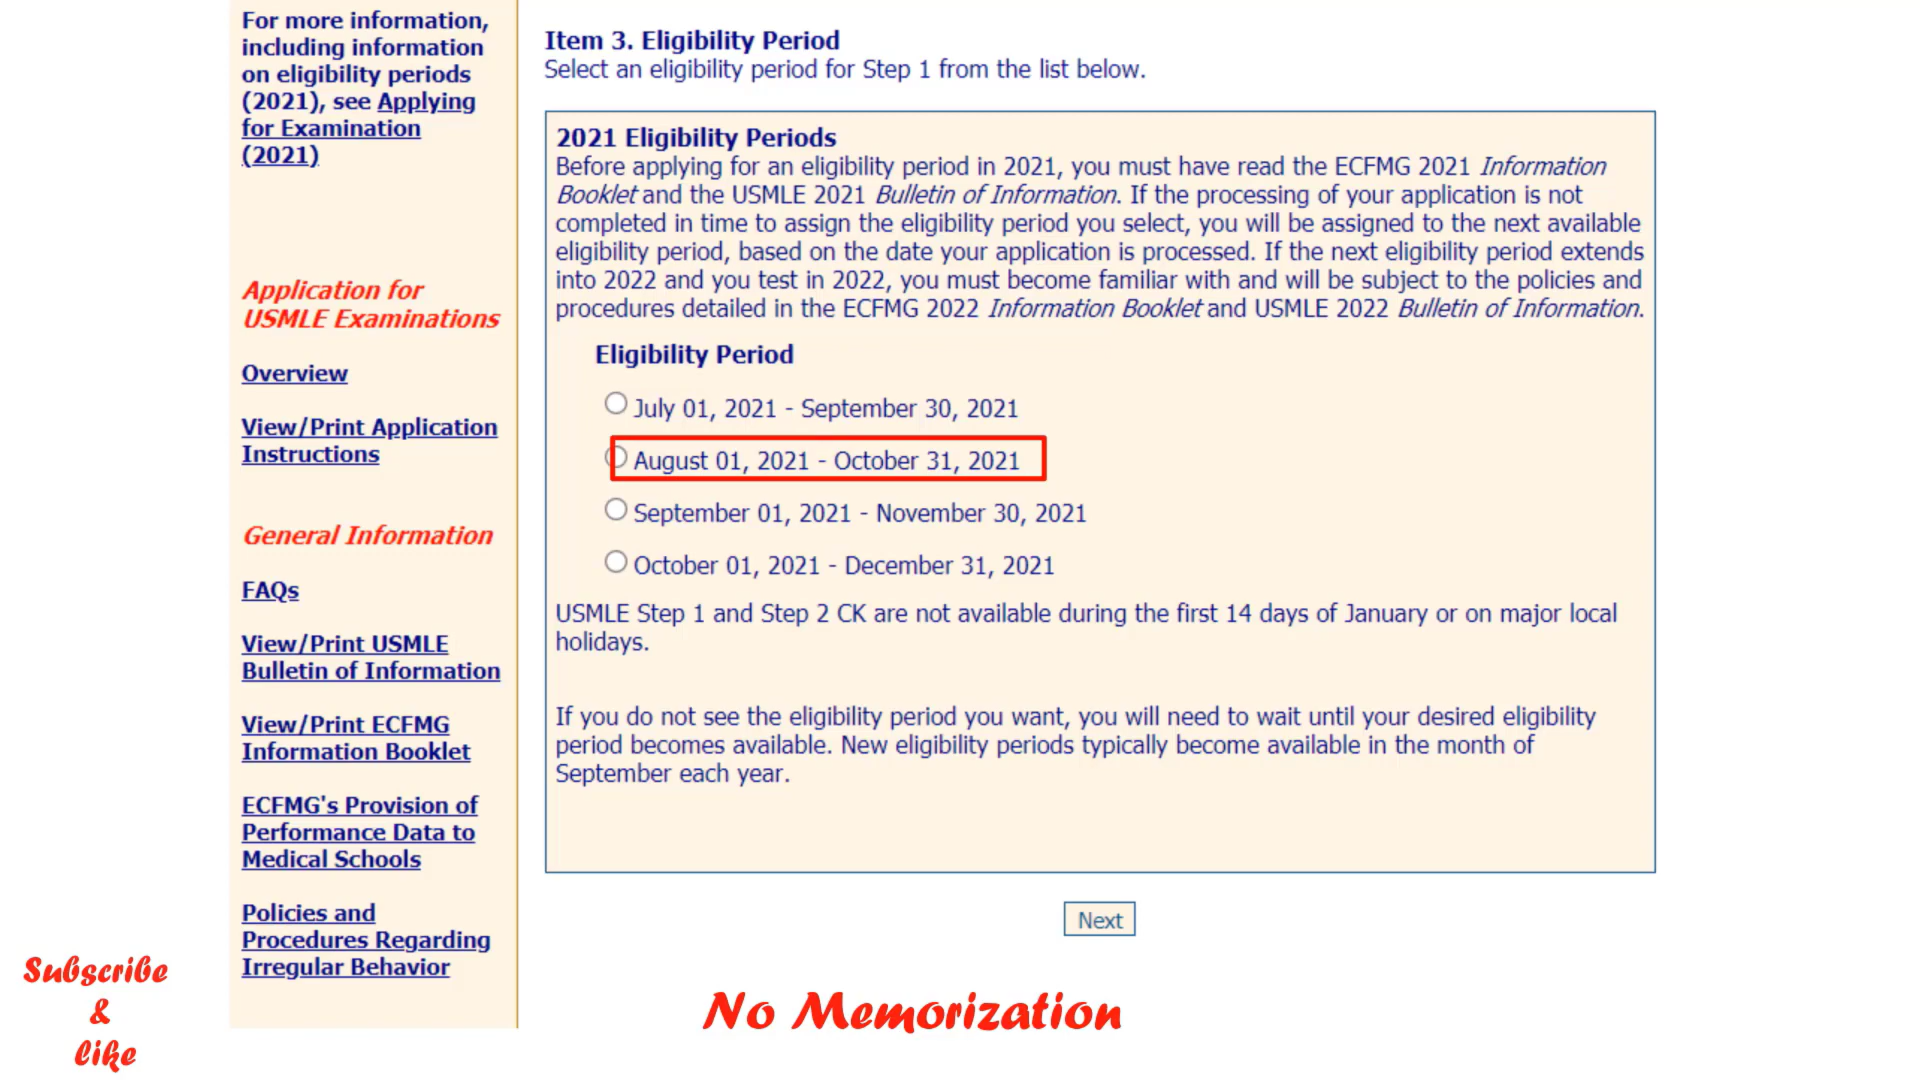 For more information,
including information
on eligibility periods
(2021), see Applying
for Examination
(2021)
Application for
USMLE Examinations
Overview
View/Print Application
Instructions
General Information
FAQs
View/Print USMLE
Bulletin of Information
View/Print ECFMG
Information Booklet
ECFMG's Provision of
Performance Data to
Medical Schools
Policies and
Procedures Regarding
Irregular Behavior
Item 3. Eligibility Period
Select an eligibility period for Step 1 from the list below.
2021 Eligibility Periods
Before applying for an eligibility period in 2021, you must have read the ECFMG 2021 Information
Booklet and the USMLE 2021 Bulletin of Information. If the processing of your application is not
completed in time to assign the eligibility period you select, you will be assigned to the next available
eligibility period, based on the date your application is processed. If the next eligibility period extends
into 2022 and you test in 2022, you must become familiar with and will be subject to the policies and
procedures detailed in the ECFMG 2022 Information Booklet and USMLE 2022 Bulletin of Information.
Eligibility Period
July 01, 2021 - September 30, 2021
August 01, 2021 - October 31, 2021
September 01, 2021 - November 30, 2021
October 01, 2021 - December 31, 2021
USMLE Step 1 and Step 2 CK are not available during the first 14 days of January or on major local
holidays.
If you do not see the eligibility period you want, you will need to wait until your desired eligibility
period becomes available. New eligibility periods typically become available in the month of
September each year.
Next
Subscribe
&
like
No Memorization